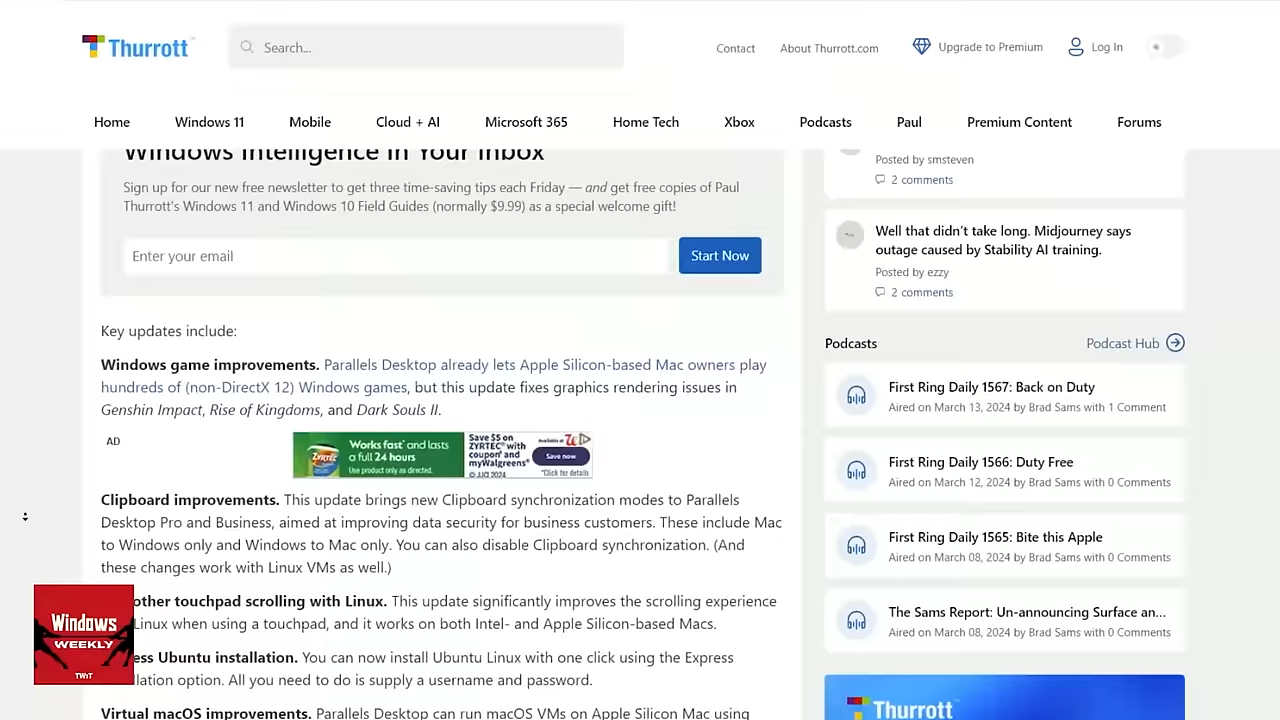 Thurrott
Search...
Contact
About Thurrott.com
Upgrade to Premium
Log In
Home
Windows 11
Mobile
Cloud + AI
Microsoft 365
Home Tech
Xbox
Podcasts
Paul
Premium Content
Forums
Windows Intelligence In Your Inbox
Sign up for our new free newsletter to get three time-saving tips each Friday — and get free copies of Paul
Thurrott's Windows 11 and Windows 10 Field Guides (normally $9.99) as a special welcome gift!
Enter your email
Start Now
Key updates include:
Windows game improvements. Parallels Desktop already lets Apple Silicon-based Mac owners play
hundreds of (non-DirectX 12) Windows games, but this update fixes graphics rendering issues in
Genshin Impact, Rise of Kingdoms, and Dark Souls II.
AD
ZYRTEC
Works fast* and lasts
a full 24 hours
Use product only as directed.
Save $5 on
ZYRTEC® with
coupon and
myWalgreens®
© JJCI 2024
Available at
Save now
*Click for details
Clipboard improvements. This update brings new Clipboard synchronization modes to Parallels
Desktop Pro and Business, aimed at improving data security for business customers. These include Mac
to Windows only and Windows to Mac only. You can also disable Clipboard synchronization. (And
these changes work with Linux VMs as well.)
other touchpad scrolling with Linux. This update significantly improves the scrolling experience
Linux when using a touchpad, and it works on both Intel- and Apple Silicon-based Macs.
ess Ubuntu installation. You can now install Ubuntu Linux with one click using the Express
llation option. All you need to do is supply a username and password.
Virtual macOS improvements. Parallels Desktop can run macOS VMs on Apple Silicon Mac using
Windows
WEEKLY
TWiT
Posted by smsteven
2 comments
Well that didn’t take long. Midjourney says
outage caused by Stability AI training.
Posted by ezzy
2 comments
Podcasts
Podcast Hub
First Ring Daily 1567: Back on Duty
Aired on March 13, 2024 by Brad Sams with 1 Comment
First Ring Daily 1566: Duty Free
Aired on March 12, 2024 by Brad Sams with 0 Comments
First Ring Daily 1565: Bite this Apple
Aired on March 08, 2024 by Brad Sams with 0 Comments
The Sams Report: Un-announcing Surface an...
Aired on March 08, 2024 by Brad Sams with 0 Comments
Thurrott